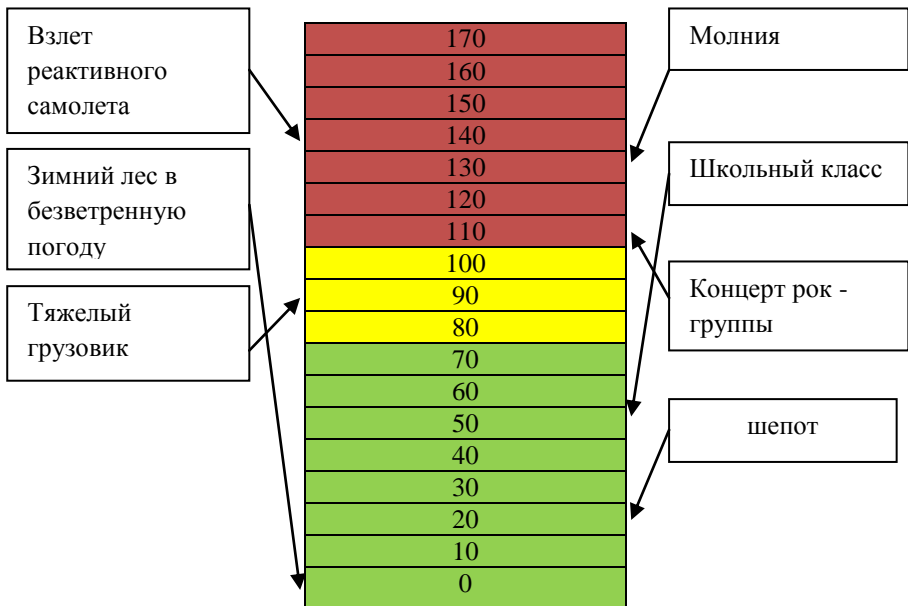 Взлет
реактивного
самолета
Зимний лес в
безветренную
погоду
Тяжелый
грузовик
170
160
150
140
130
120
110
100
90
80
70
60
50
40
30
20
10
0
Молния
Школьный класс
Концерт рок -
группы
шепот